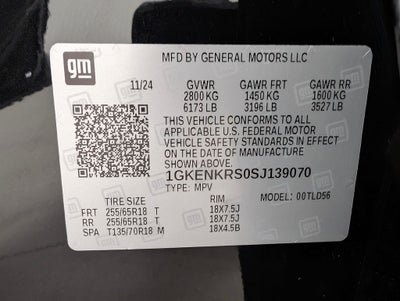 gm
MFD BY GENERAL MOTORS LLC
11/24 GVWR GAWR FRT GAWR RR
2800 KG 1450 KG 1600 KG
6173 LB 3196 LB 3527 LB
THIS VEHICLE CONFORMS TO ALL
APPLICABLE U.S. FEDERAL MOTOR
VEHICLE SAFETY STANDARDS IN EFFECT
ON THE DATE OF MANUFACTURE
SHOWN ABOVE.
1GKENKRS0SJ139070
TYPE: MPV MODEL: 00TLD56
TIRE SIZE RIM
FRT 255/65R18 T 18X7.5J
RR 255/65R18 T 18X7.5J
SPA T135/70R18 M 18X4.5B